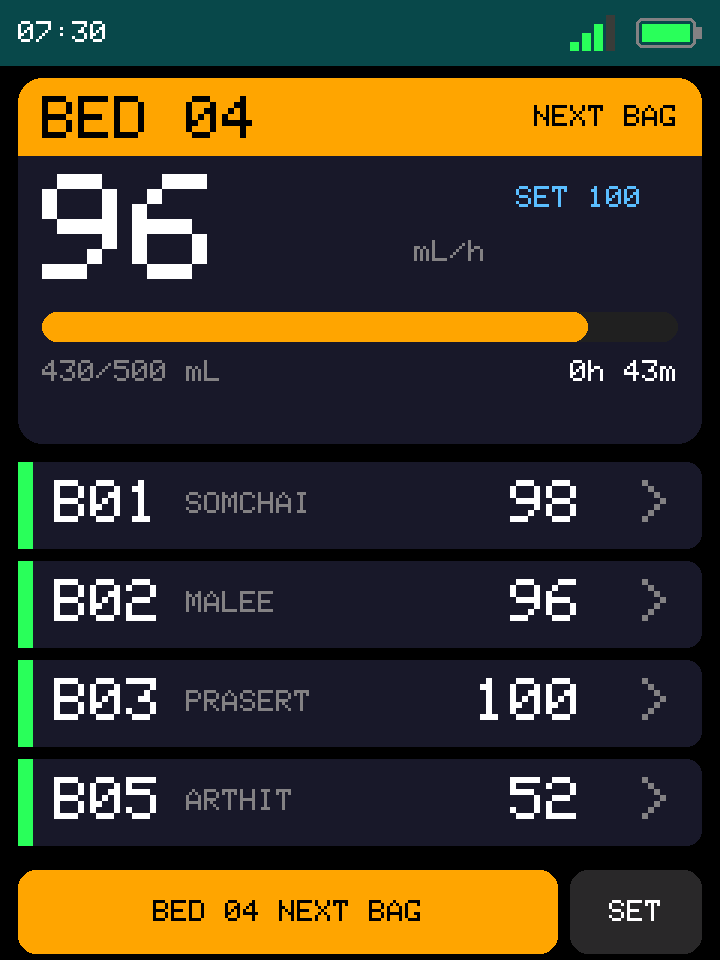 07:30
BED 04 NEXT BAG
96 SET 100
mL/h
430/500 mL 0h 43m
B01 SOMCHAI 98
B02 MALEE 96
B03 PRASERT 100
B05 ARTHIT 52
BED 04 NEXT BAG SET